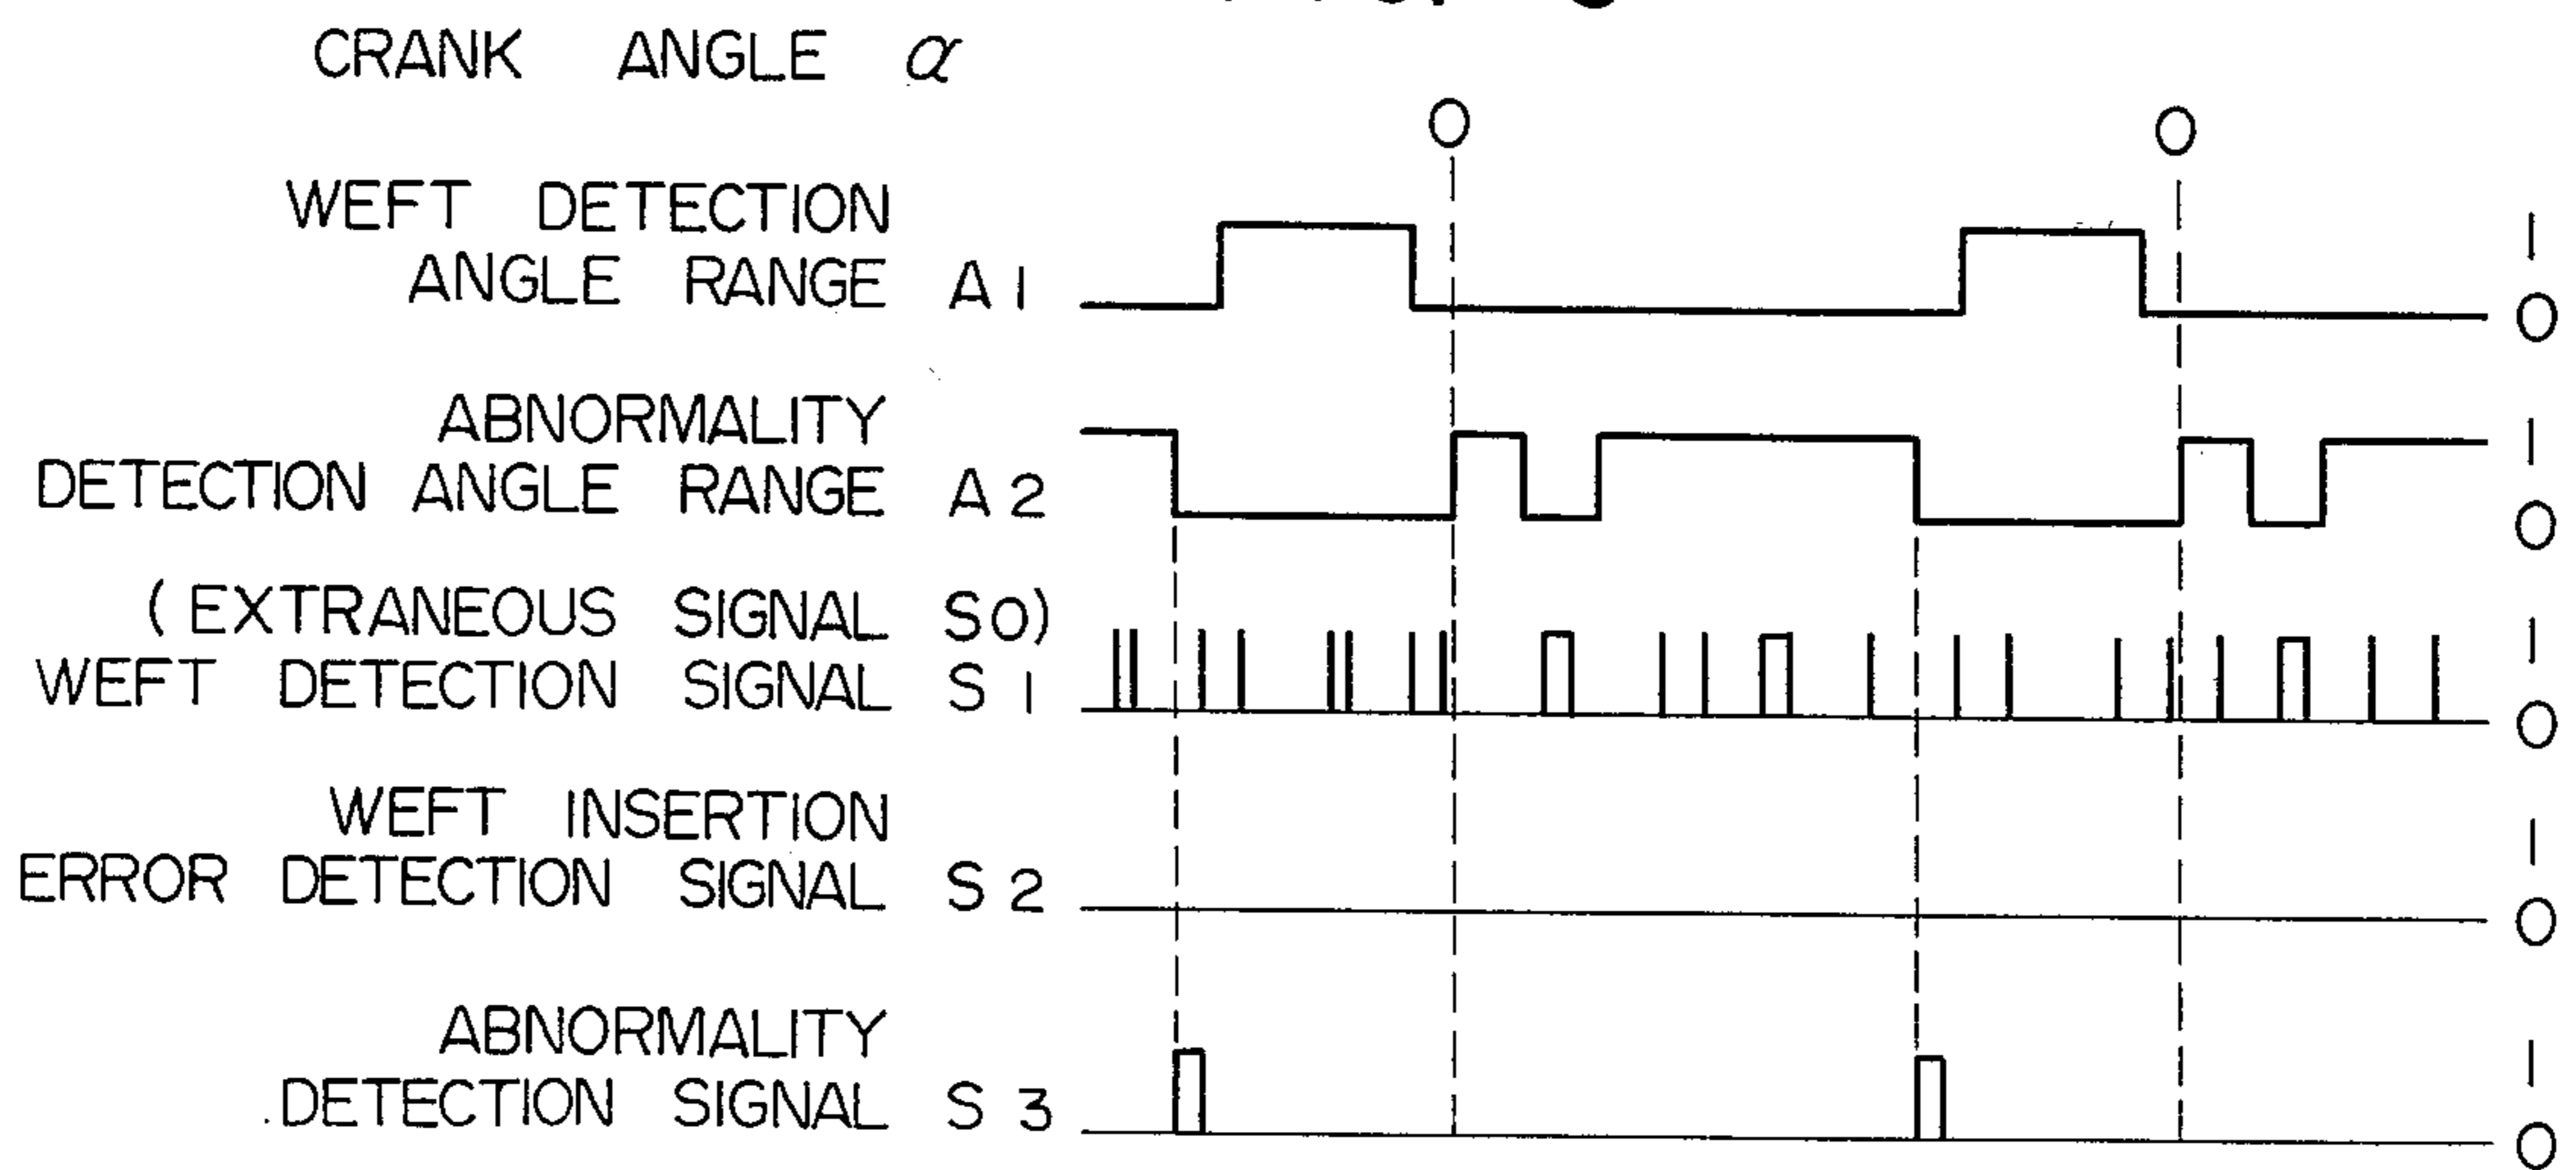 CRANK ANGLE α
0 0
WEFT DETECTION
ANGLE RANGE A1
1
0
ABNORMALITY
DETECTION ANGLE RANGE A2
1
0
(EXTRANEOUS SIGNAL S0)
WEFT DETECTION SIGNAL S1
1
0
WEFT INSERTION
ERROR DETECTION SIGNAL S2
1
0
ABNORMALITY
DETECTION SIGNAL S3
1
0